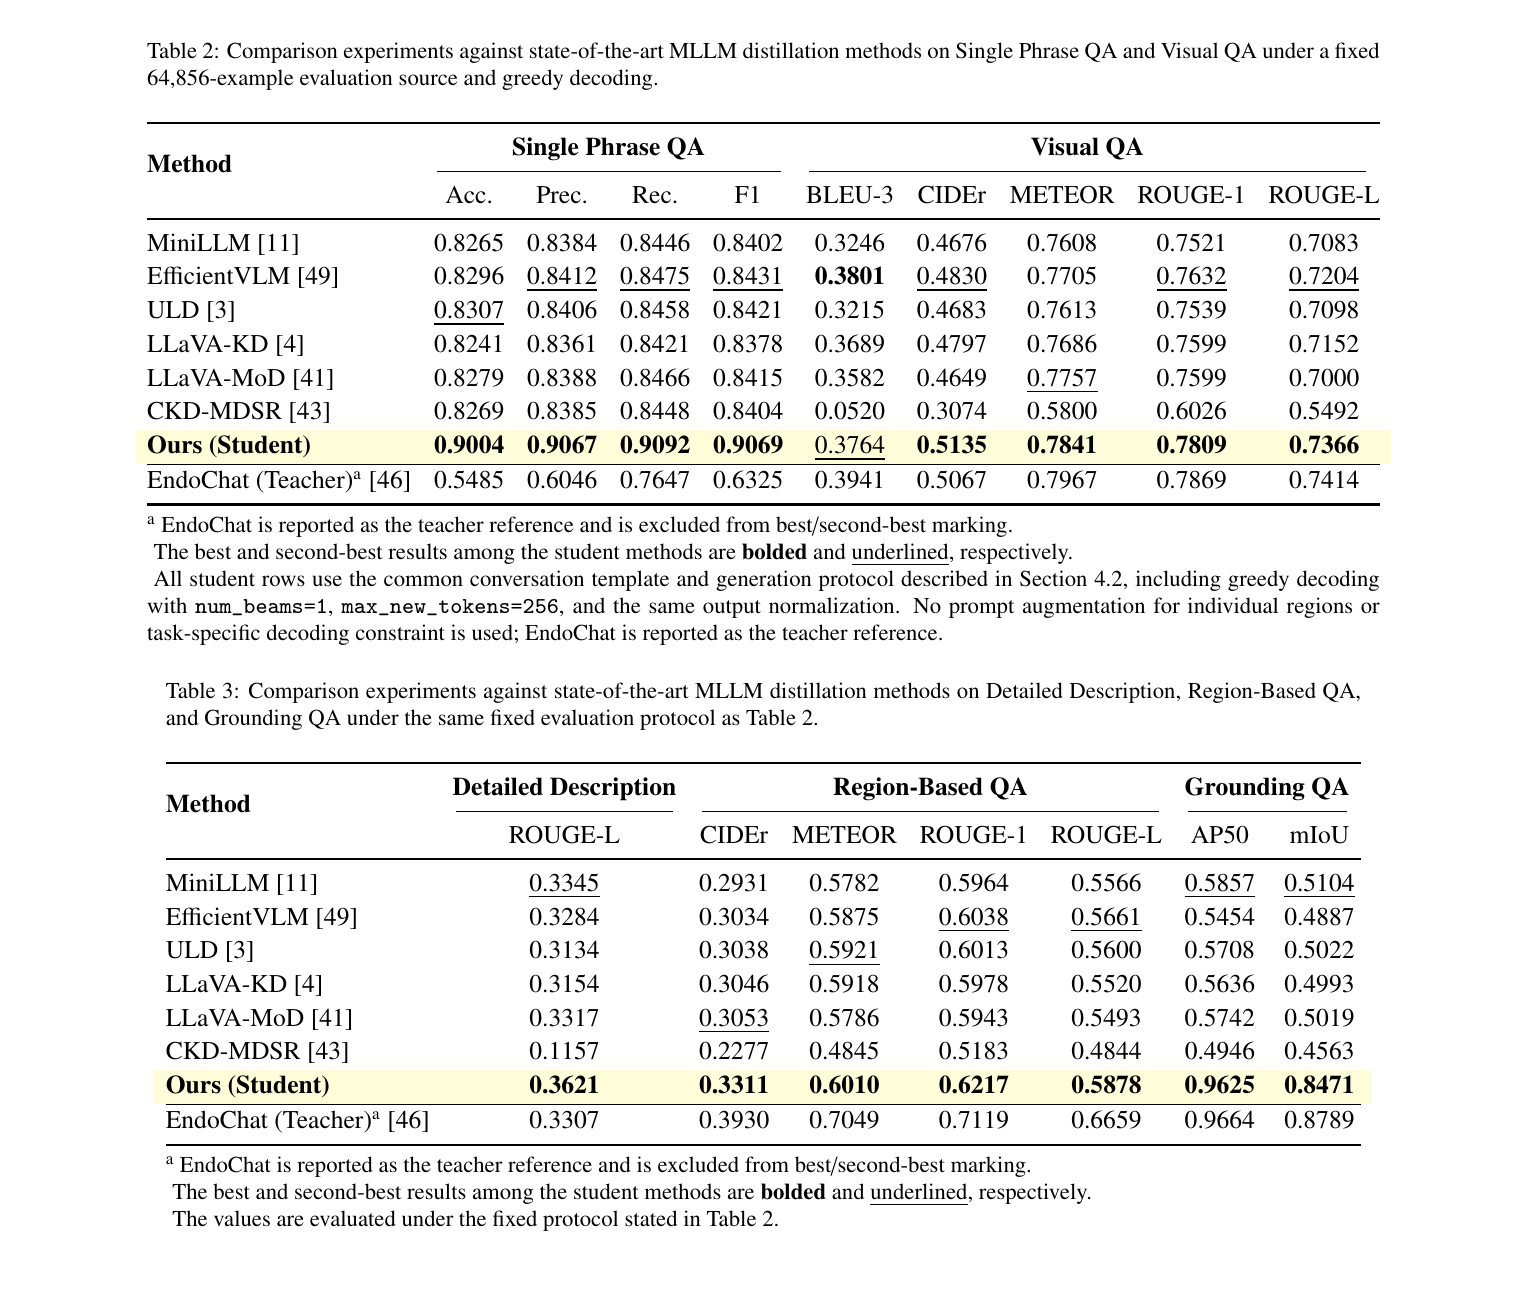 Table 2: Comparison experiments against state-of-the-art MLLM distillation methods on Single Phrase QA and Visual QA under a fixed
64,856-example evaluation source and greedy decoding.
Method Single Phrase QA Visual QA
Acc. Prec. Rec. F1 BLEU-3 CIDEr METEOR ROUGE-1 ROUGE-L
MiniLLM [11] 0.8265 0.8384 0.8446 0.8402 0.3246 0.4676 0.7608 0.7521 0.7083
EfficientVLM [49] 0.8296 0.8412 0.8475 0.8431 0.3801 0.4830 0.7705 0.7632 0.7204
ULD [3] 0.8307 0.8406 0.8458 0.8421 0.3215 0.4683 0.7613 0.7539 0.7098
LLaVA-KD [4] 0.8241 0.8361 0.8421 0.8378 0.3689 0.4797 0.7686 0.7599 0.7152
LLaVA-MoD [41] 0.8279 0.8388 0.8466 0.8415 0.3582 0.4649 0.7757 0.7599 0.7000
CKD-MDSR [43] 0.8269 0.8385 0.8448 0.8404 0.0520 0.3074 0.5800 0.6026 0.5492
Ours (Student) 0.9004 0.9067 0.9092 0.9069 0.3764 0.5135 0.7841 0.7809 0.7366
EndoChat (Teacher)ᵃ [46] 0.5485 0.6046 0.7647 0.6325 0.3941 0.5067 0.7967 0.7869 0.7414
ᵃ EndoChat is reported as the teacher reference and is excluded from best/second-best marking.
The best and second-best results among the student methods are bolded and underlined, respectively.
All student rows use the common conversation template and generation protocol described in Section 4.2, including greedy decoding
with num_beams=1, max_new_tokens=256, and the same output normalization. No prompt augmentation for individual regions or
task-specific decoding constraint is used; EndoChat is reported as the teacher reference.
Table 3: Comparison experiments against state-of-the-art MLLM distillation methods on Detailed Description, Region-Based QA,
and Grounding QA under the same fixed evaluation protocol as Table 2.
Method Detailed Description Region-Based QA Grounding QA
ROUGE-L CIDEr METEOR ROUGE-1 ROUGE-L AP50 mIoU
MiniLLM [11] 0.3345 0.2931 0.5782 0.5964 0.5566 0.5857 0.5104
EfficientVLM [49] 0.3284 0.3034 0.5875 0.6038 0.5661 0.5454 0.4887
ULD [3] 0.3134 0.3038 0.5921 0.6013 0.5600 0.5708 0.5022
LLaVA-KD [4] 0.3154 0.3046 0.5918 0.5978 0.5520 0.5636 0.4993
LLaVA-MoD [41] 0.3317 0.3053 0.5786 0.5943 0.5493 0.5742 0.5019
CKD-MDSR [43] 0.1157 0.2277 0.4845 0.5183 0.4844 0.4946 0.4563
Ours (Student) 0.3621 0.3311 0.6010 0.6217 0.5878 0.9625 0.8471
EndoChat (Teacher)ᵃ [46] 0.3307 0.3930 0.7049 0.7119 0.6659 0.9664 0.8789
ᵃ EndoChat is reported as the teacher reference and is excluded from best/second-best marking.
The best and second-best results among the student methods are bolded and underlined, respectively.
The values are evaluated under the fixed protocol stated in Table 2.